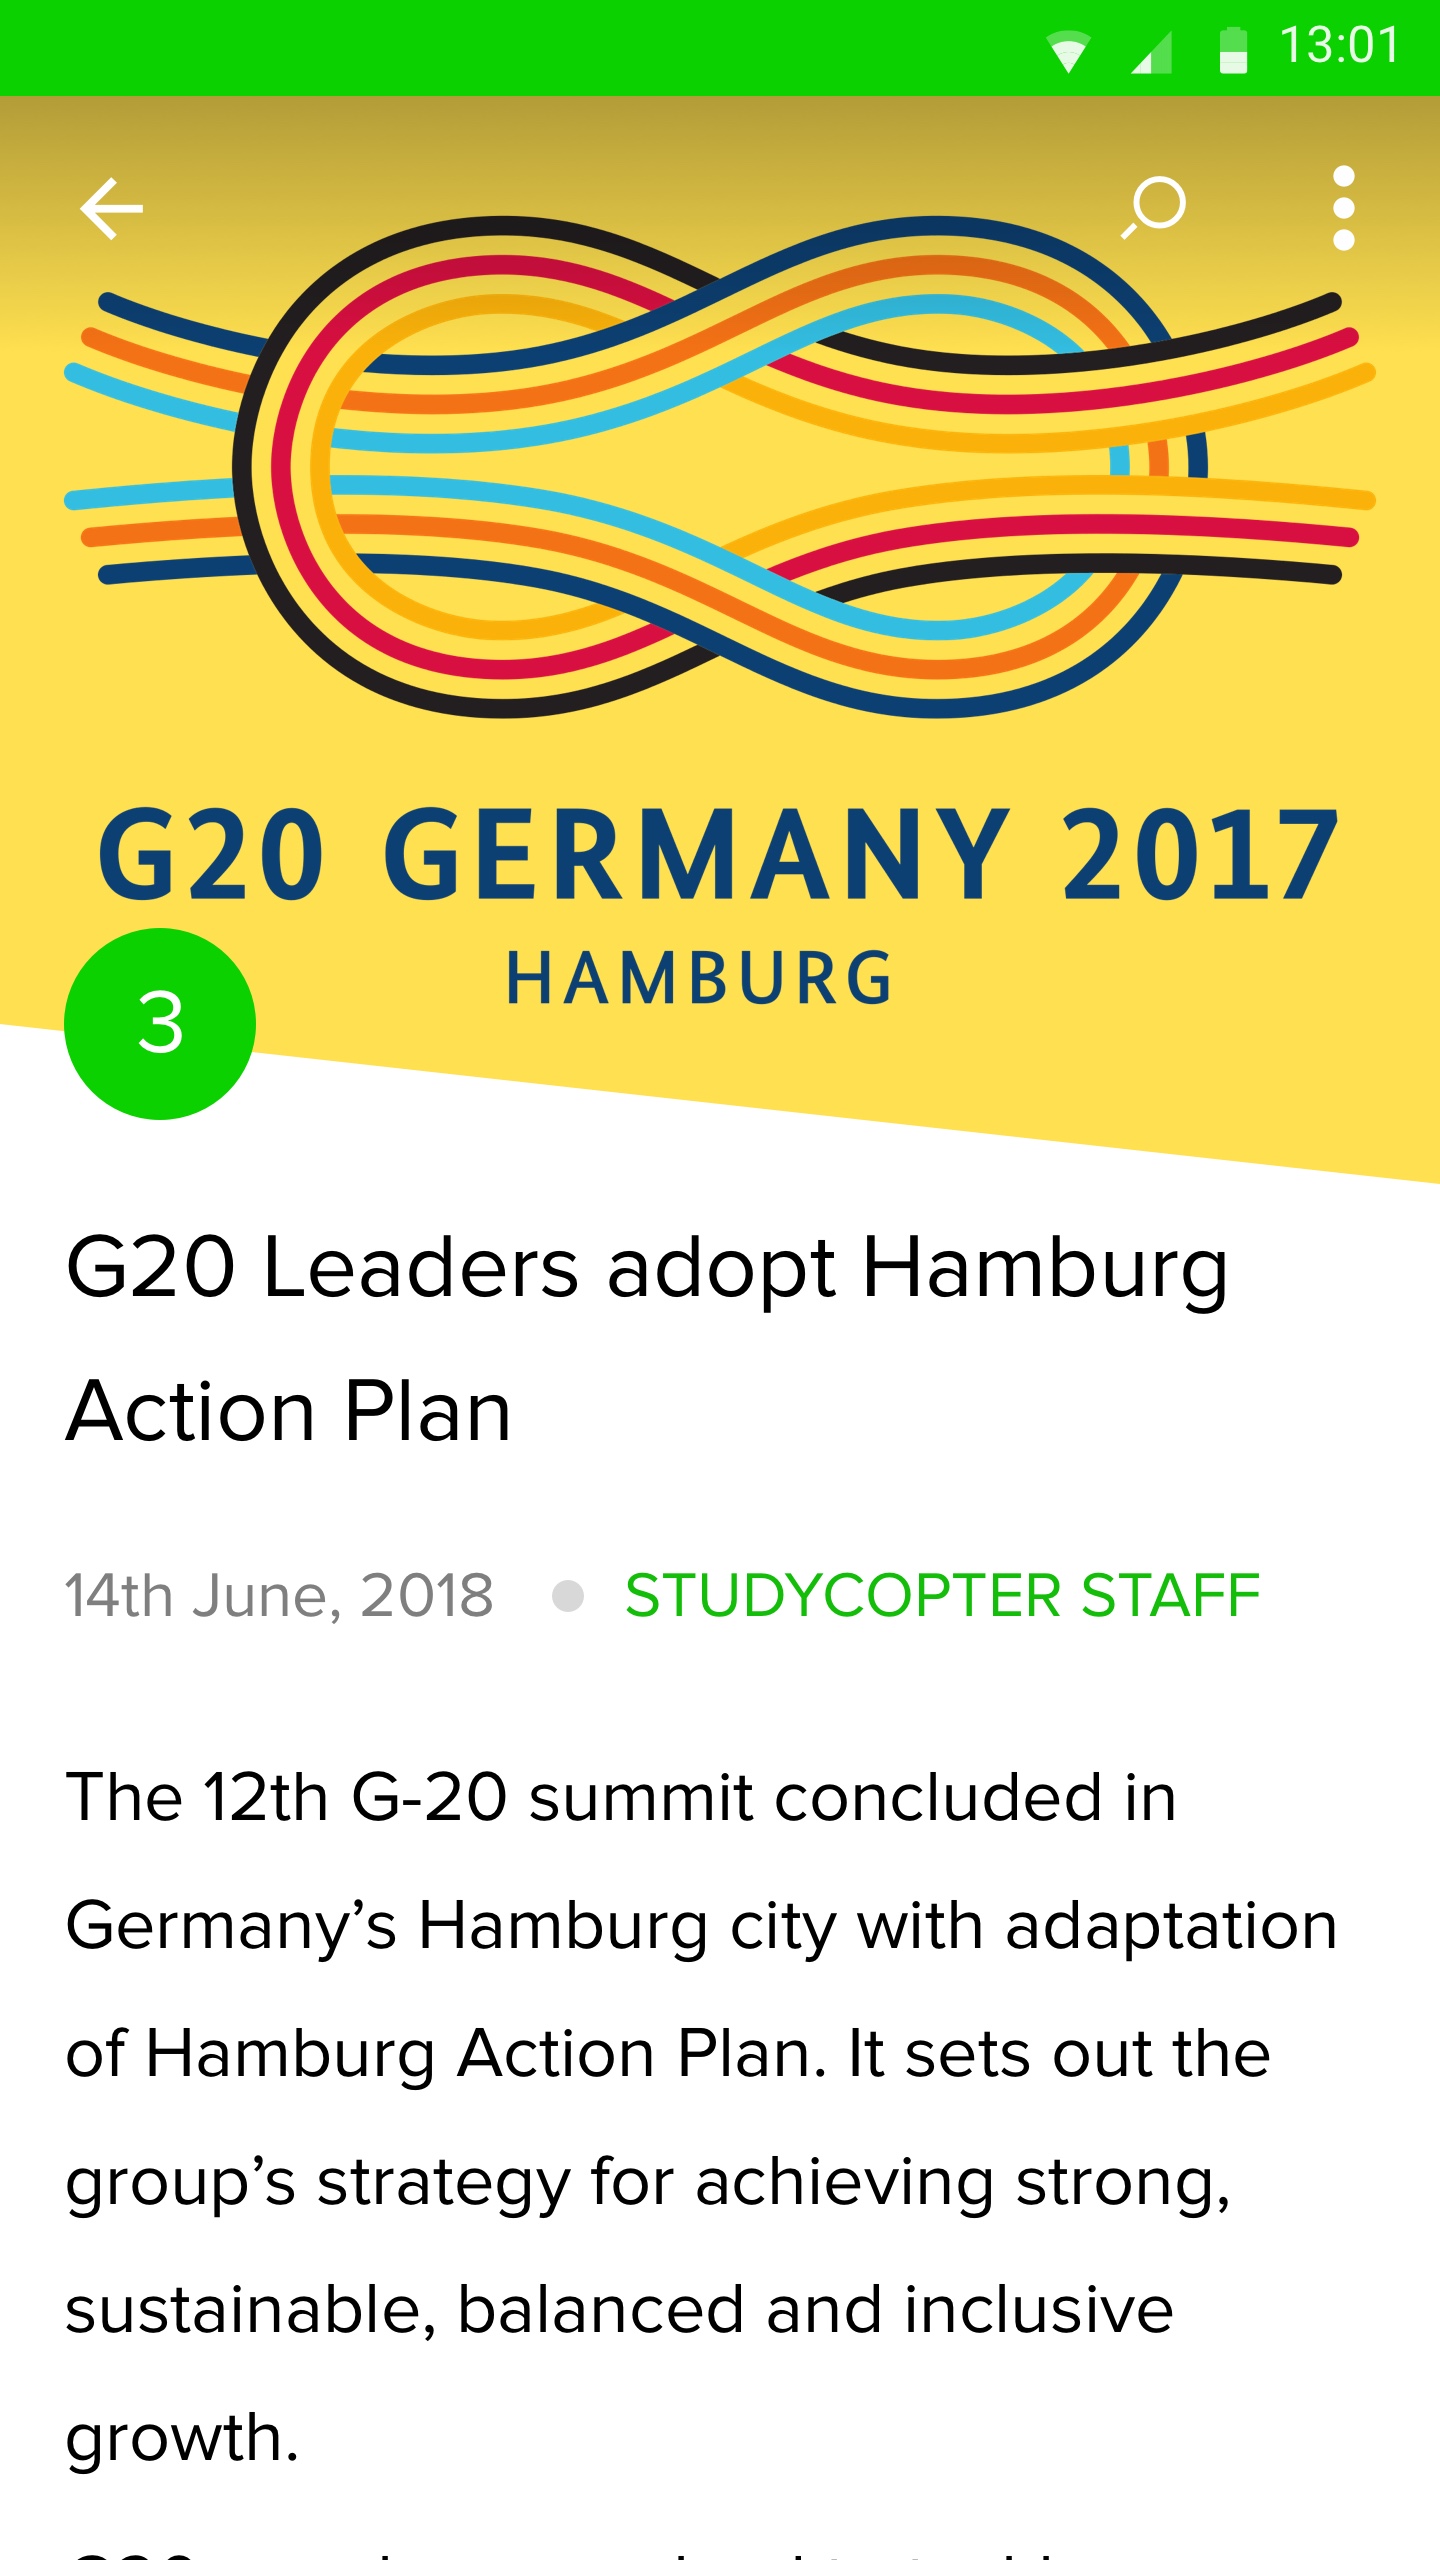 13:01
G20 GERMANY 2017
HAMBURG
3
G20 Leaders adopt Hamburg
Action Plan
14th June, 2018 STUDYCOPTER STAFF
The 12th G-20 summit concluded in
Germany’s Hamburg city with adaptation
of Hamburg Action Plan. It sets out the
group’s strategy for achieving strong,
sustainable, balanced and inclusive
growth.